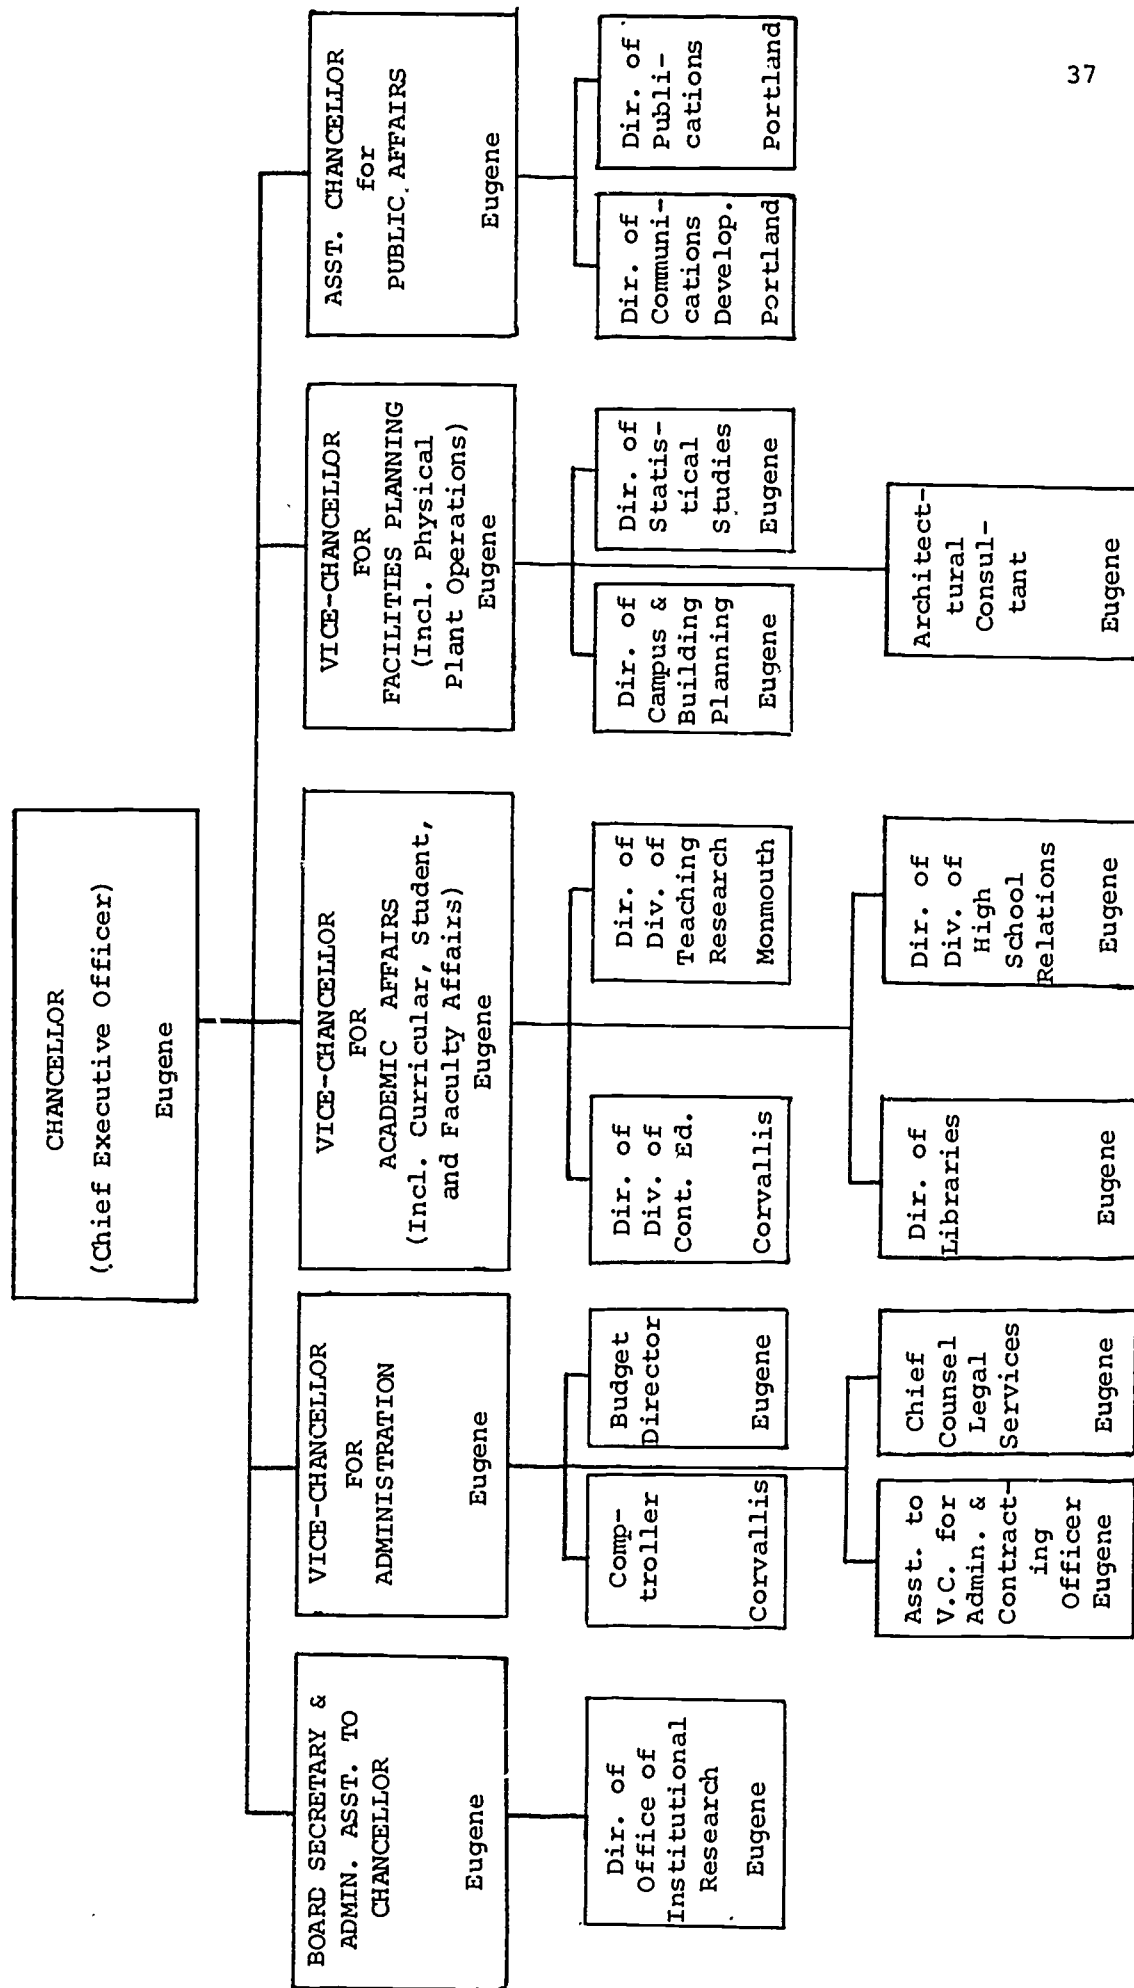 37
CHANCELLOR
(Chief Executive Officer)
Eugene
BOARD SECRETARY &
ADMIN. ASST. TO
CHANCELLOR
Eugene
Dir. of
Office of
Institutional
Research
Eugene
VICE-CHANCELLOR
FOR
ADMINISTRATION
Eugene
Comp-
troller
Corvallis
Budget
Director
Eugene
Asst. to
V.C. for
Admin. &
Contract-
ing
Officer
Eugene
Chief
Counsel
Legal
Services
Eugene
VICE-CHANCELLOR
FOR
ACADEMIC AFFAIRS
(Incl. Curricular, Student,
and Faculty Affairs)
Eugene
Dir. of
Div. of
Cont. Ed.
Corvallis
Dir. of
Div. of
Teaching
Research
Monmouth
Dir. of
Libraries
Eugene
Dir. of
Div. of
High
School
Relations
Eugene
VICE-CHANCELLOR
FOR
FACILITIES PLANNING
(Incl. Physical
Plant Operations)
Eugene
Dir. of
Campus &
Building
Planning
Eugene
Dir. of
Statis-
tical
Studies
Eugene
Architect-
tural
Consul-
tant
Eugene
ASST. CHANCELLOR
for
PUBLIC AFFAIRS
Eugene
Dir. of
Communi-
cations
Develop.
Portland
Dir. of
Publi-
cations
Portland